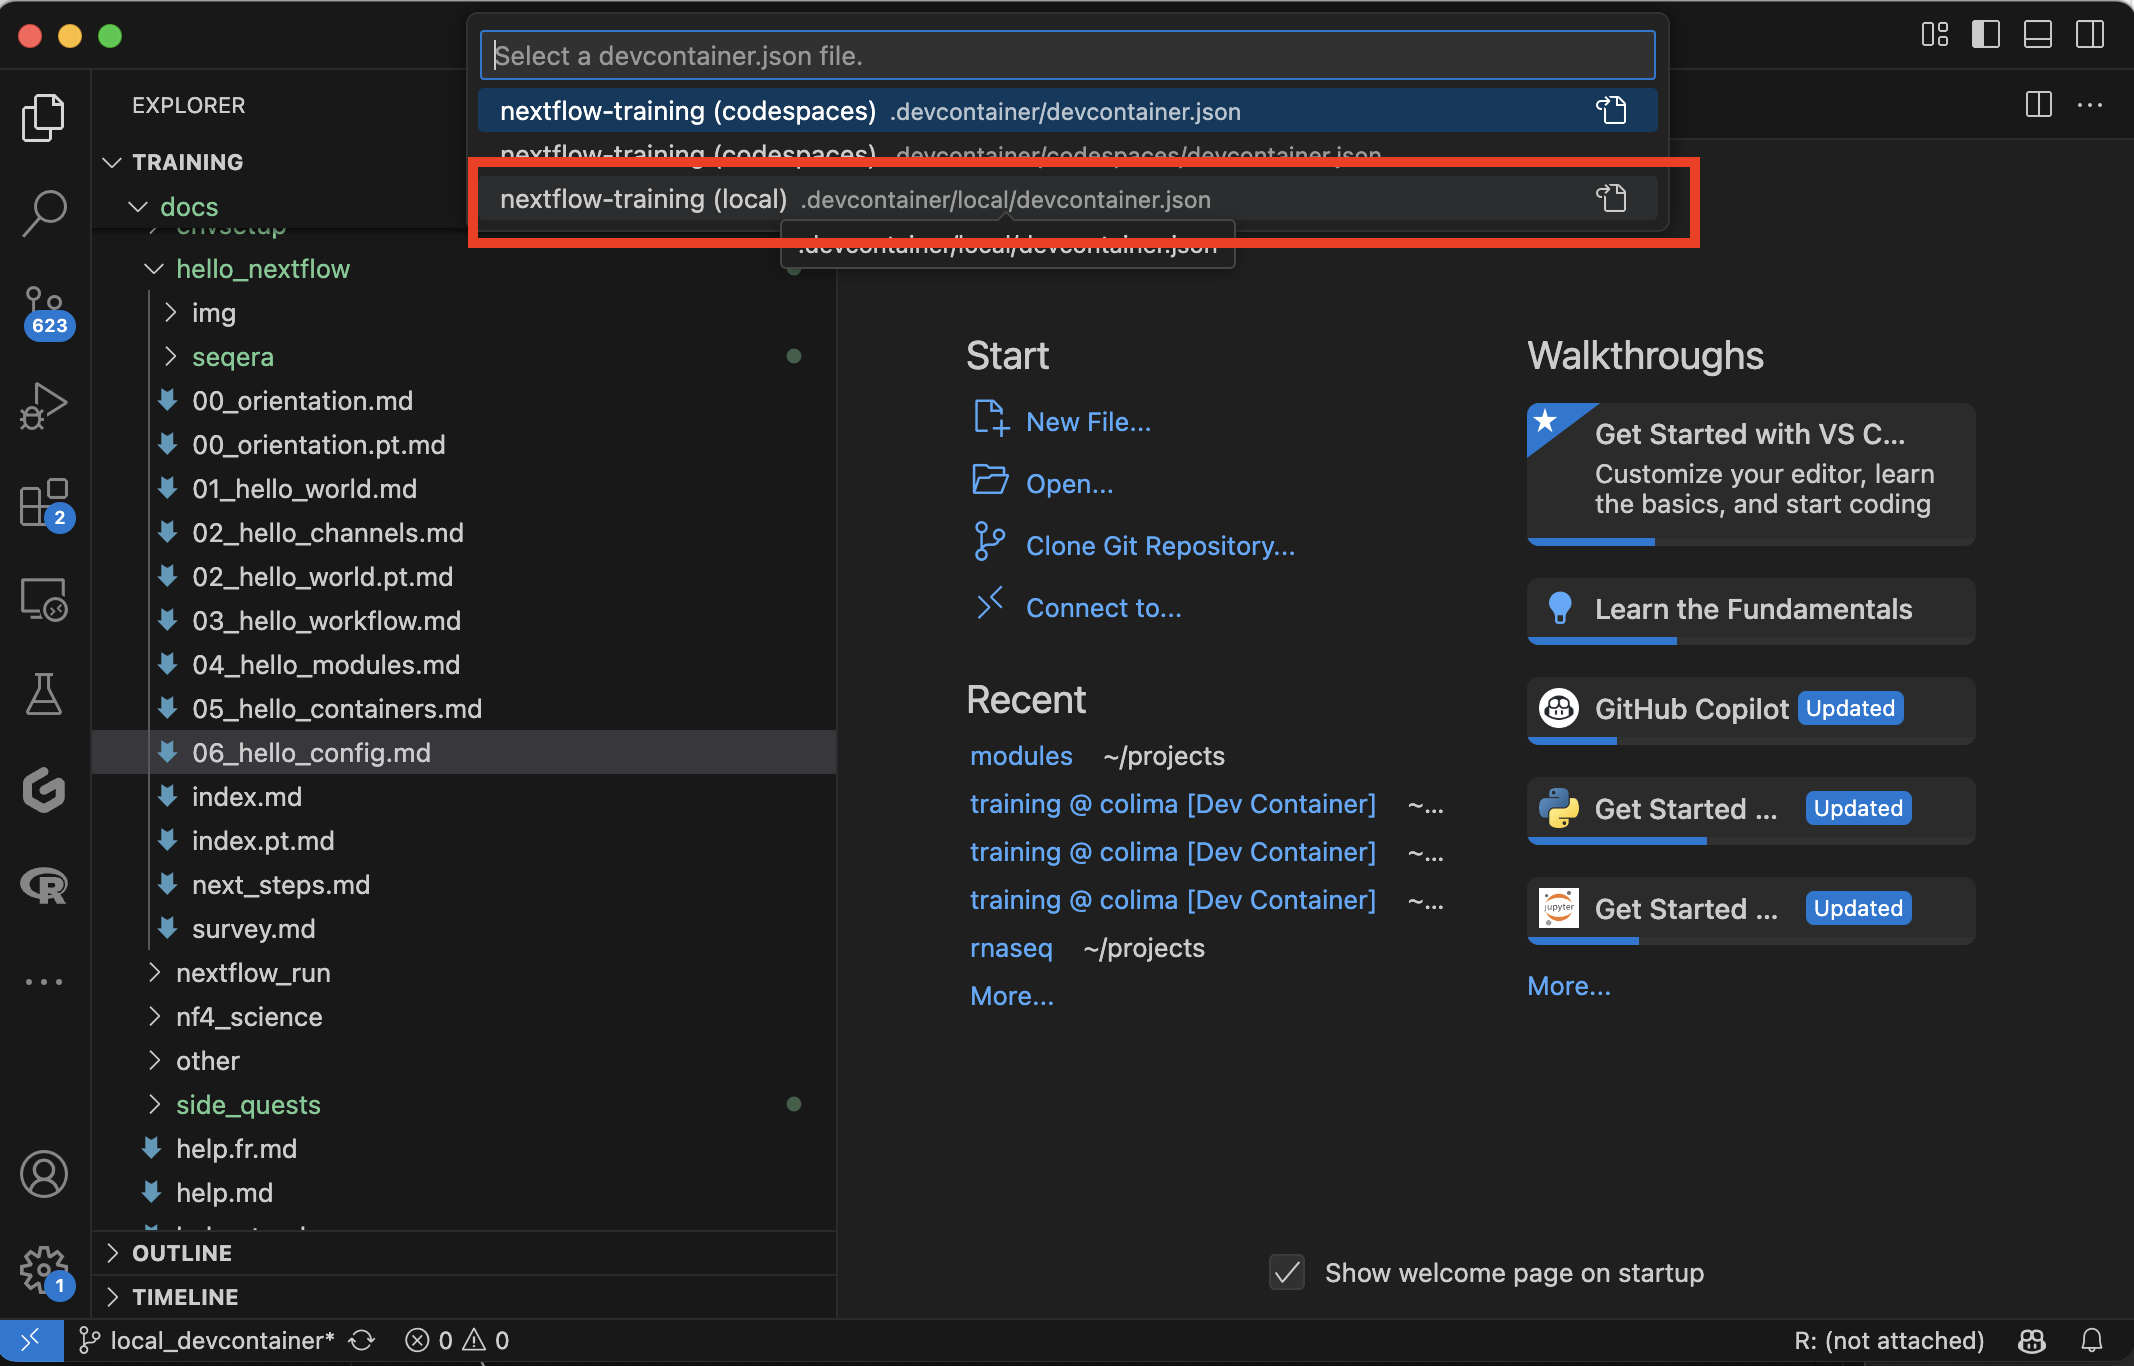 Select a devcontainer.json file.
nextflow-training (codespaces) .devcontainer/devcontainer.json
nextflow-training (codespaces) .devcontainer/codespaces/devcontainer.json
nextflow-training (local) .devcontainer/local/devcontainer.json
.devcontainer/local/devcontainer.json
EXPLORER
TRAINING
docs
envsetup
hello_nextflow
img
seqera
00_orientation.md
00_orientation.pt.md
01_hello_world.md
02_hello_channels.md
02_hello_world.pt.md
03_hello_workflow.md
04_hello_modules.md
05_hello_containers.md
06_hello_config.md
index.md
index.pt.md
next_steps.md
survey.md
nextflow_run
nf4_science
other
side_quests
help.fr.md
help.md
OUTLINE
TIMELINE
623
2
1
Start
New File...
Open...
Clone Git Repository...
Connect to...
Recent
modules ~/projects
training @ colima [Dev Container] ~...
training @ colima [Dev Container] ~...
training @ colima [Dev Container] ~...
rnaseq ~/projects
More...
Walkthroughs
Get Started with VS C...
Customize your editor, learn
the basics, and start coding
Learn the Fundamentals
GitHub Copilot Updated
Get Started ... Updated
jupyter
Get Started ... Updated
More...
Show welcome page on startup
local_devcontainer* 0 0
R: (not attached)